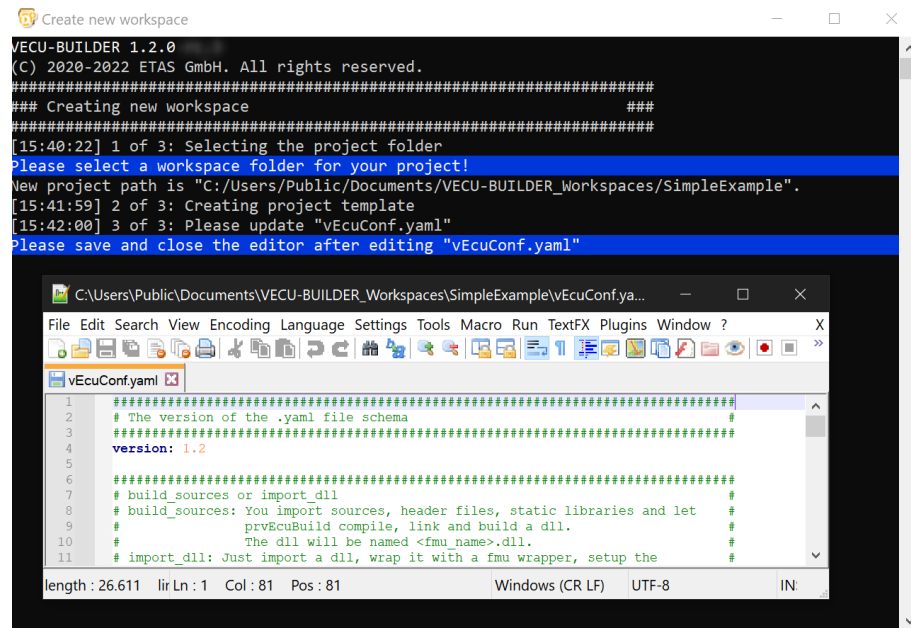 Create new workspace
VECU-BUILDER 1.2.0
(C) 2020-2022 ETAS GmbH. All rights reserved.
########################################################################
### Creating new workspace                                           ###
########################################################################
[15:40:22] 1 of 3: Selecting the project folder
Please select a workspace folder for your project!
New project path is "C:/Users/Public/Documents/VECU-BUILDER_Workspaces/SimpleExample".
[15:41:59] 2 of 3: Creating project template
[15:42:00] 3 of 3: Please update "vEcuConf.yaml"
Please save and close the editor after editing "vEcuConf.yaml"
C:\Users\Public\Documents\VECU-BUILDER_Workspaces\SimpleExample\vEcuConf.ya...
File Edit Search View Encoding Language Settings Tools Macro Run TextFX Plugins Window ? X
vEcuConf.yaml
1 ################################################################################
2 # The version of the .yaml file schema #
3 ################################################################################
4 version: 1.2
5
6 ################################################################################
7 # build_sources or import_dll #
8 # build_sources: You import sources, header files, static libraries and let #
9 # prvEcuBuild compile, link and build a dll. #
10 # The dll will be named <fmu_name>.dll. #
11 # import_dll: Just import a dll, wrap it with a fmu wrapper, setup the #
length : 26.611 lir Ln : 1 Col : 81 Pos : 81 Windows (CR LF) UTF-8 IN